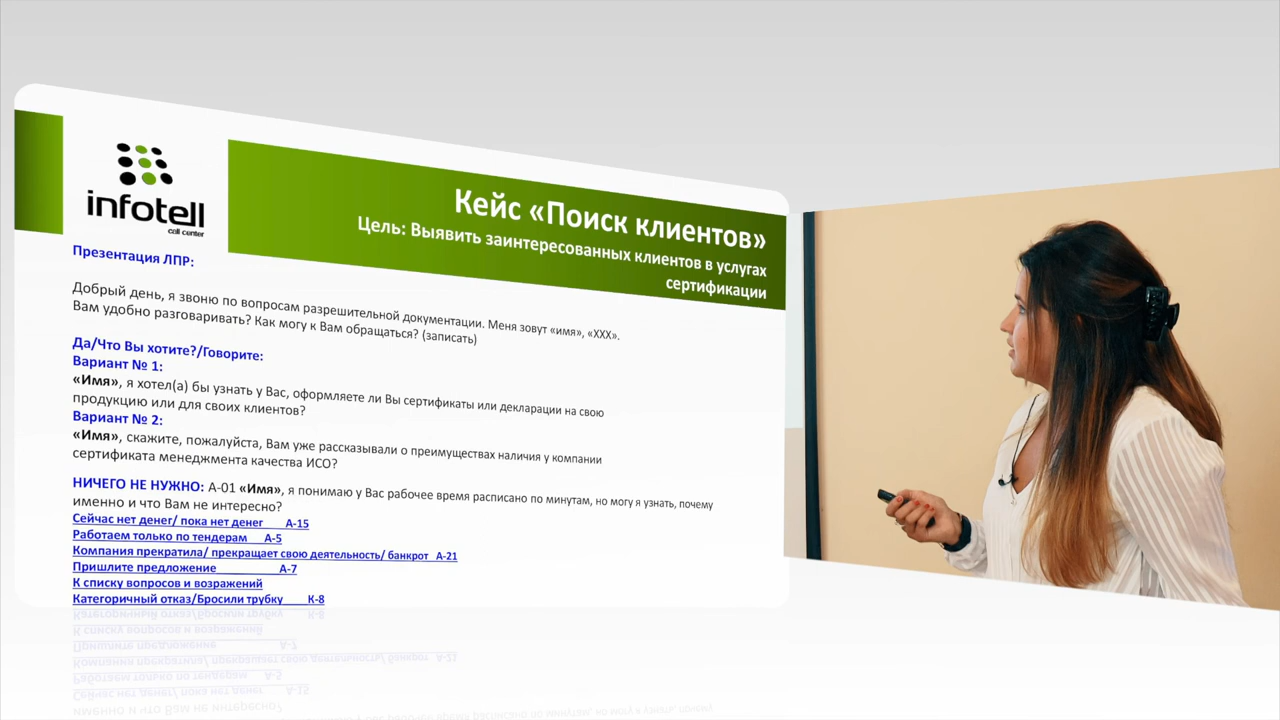 infotell
call center
Кейс «Поиск клиентов»
Цель: Выявить заинтересованных клиентов в услугах
сертификации
Презентация ЛПР:
Добрый день, я звоню по вопросам разрешительной документации. Меня зовут «имя», «ХХХ».
Вам удобно разговаривать? Как могу к Вам обращаться? (записать)
Да/Что Вы хотите?/Говорите:
Вариант № 1:
«Имя», я хотел(а) бы узнать у Вас, оформляете ли Вы сертификаты или декларации на свою
продукцию или для своих клиентов?
Вариант № 2:
«Имя», скажите, пожалуйста, Вам уже рассказывали о преимуществах наличия у компании
сертификата менеджмента качества ИСО?
НИЧЕГО НЕ НУЖНО: А-01 «Имя», я понимаю у Вас рабочее время расписано по минутам, но могу я узнать, почему
именно и что Вам не интересно?
Сейчас нет денег/ пока нет денег А-15
Работаем только по тендерам А-5
Компания прекратила/ прекращает свою деятельность/ банкрот А-21
Пришлите предложение А-7
К списку вопросов и возражений
Категоричный отказ/Бросили трубку К-8